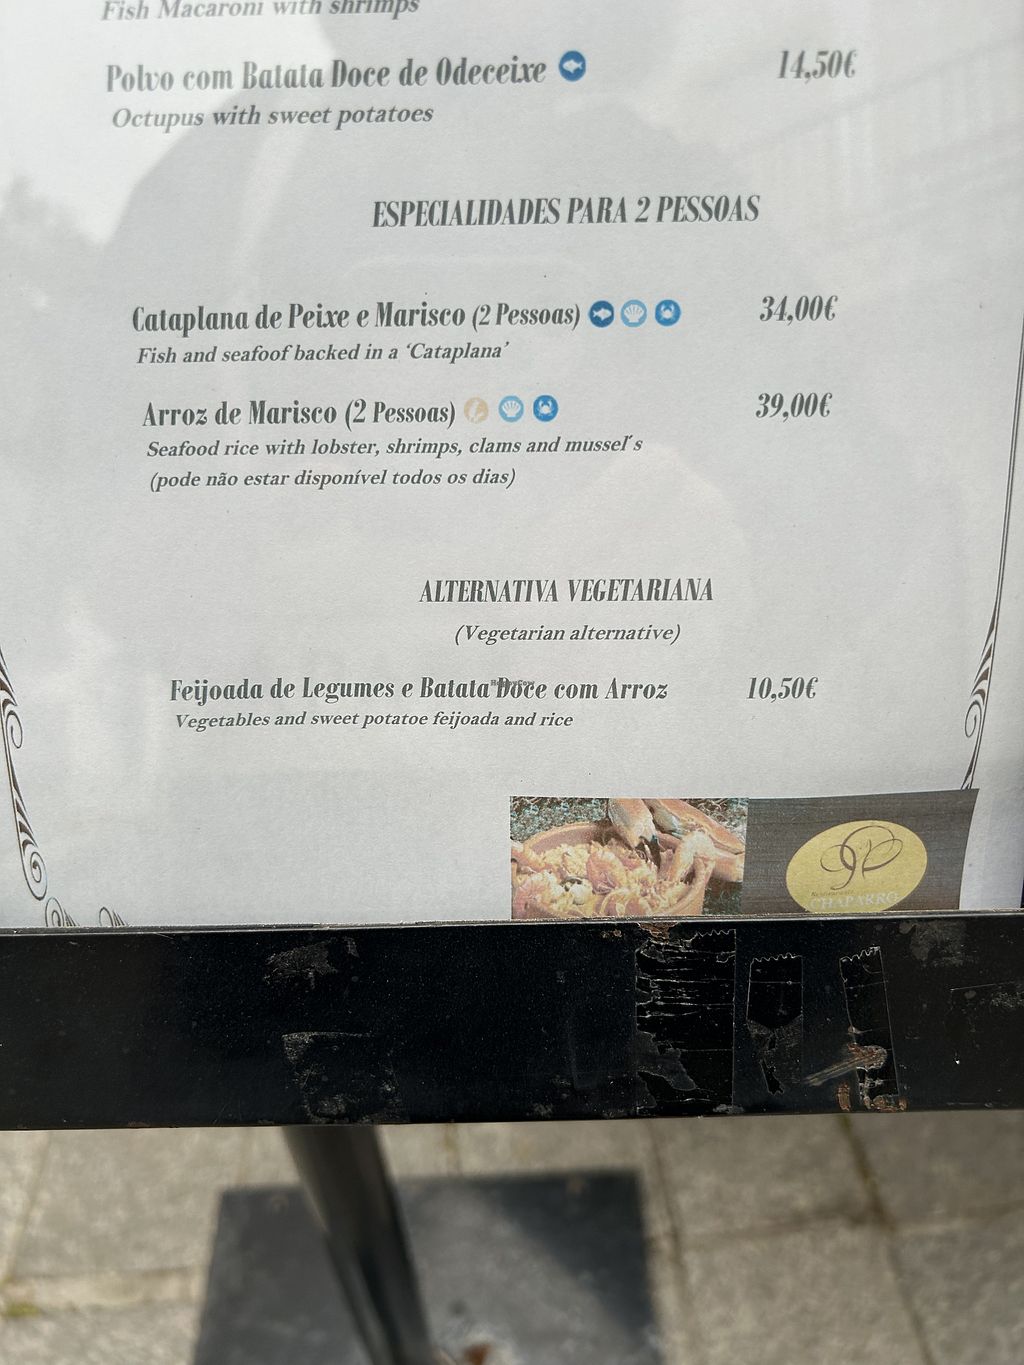 Fish Macaroni with shrimps
Polvo com Batata Doce de Odeceixe 14,50€
Octupus with sweet potatoes
ESPECIALIDADES PARA 2 PESSOAS
Cataplana de Peixe e Marisco (2 Pessoas) 34,00€
Fish and seafoof backed in a ‘Cataplana’
Arroz de Marisco (2 Pessoas) 39,00€
Seafood rice with lobster, shrimps, clams and mussel´s
(pode não estar disponível todos os dias)
ALTERNATIVA VEGETARIANA
(Vegetarian alternative)
Feijoada de Legumes e Batata Doce com Arroz 10,50€
HappyCow
Vegetables and sweet potatoe feijoada and rice
Restaurante
CHAPARRO